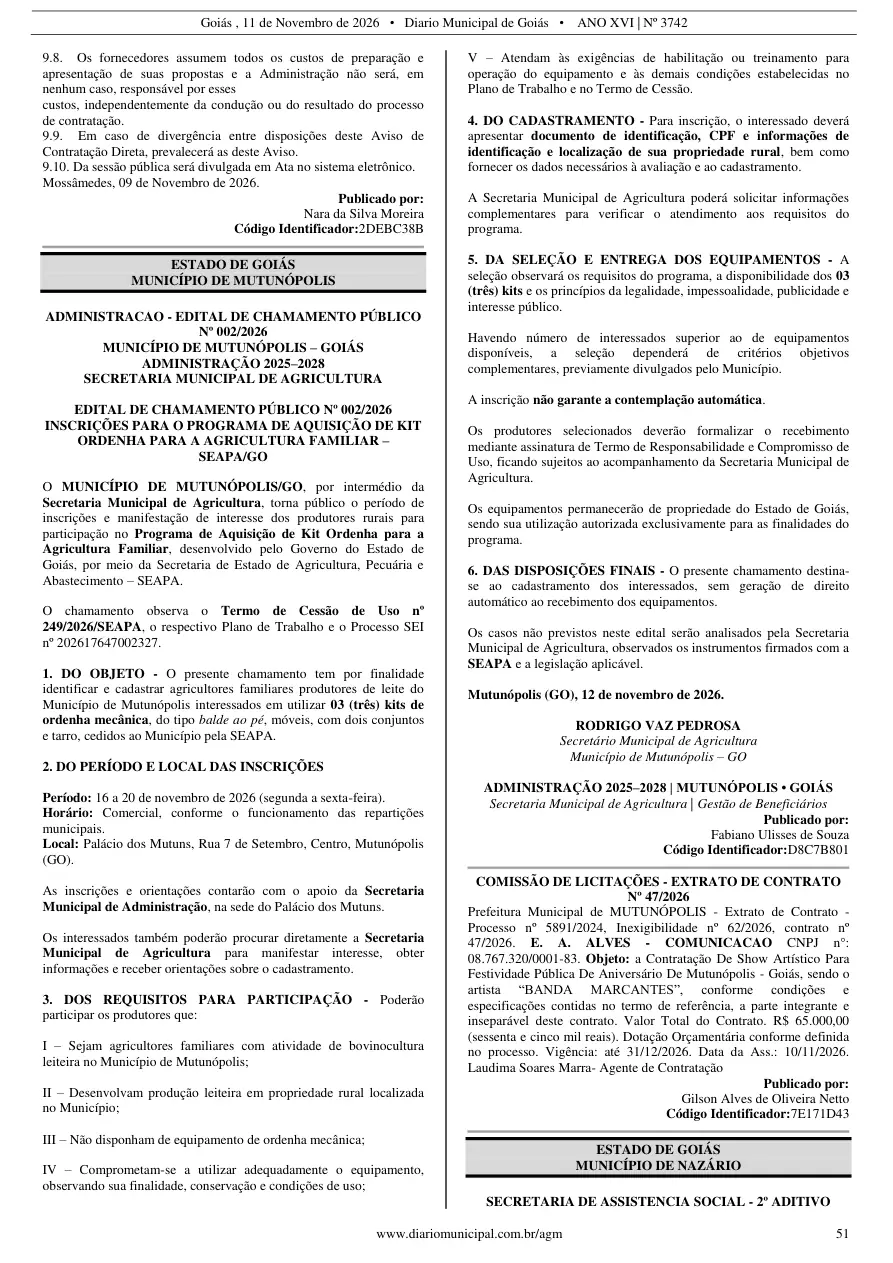 Goiás , 11 de Novembro de 2026 • Diario Municipal de Goiás • ANO XVI | Nº 3742
9.8. Os fornecedores assumem todos os custos de preparação e
apresentação de suas propostas e a Administração não será, em
nenhum caso, responsável por esses
custos, independentemente da condução ou do resultado do processo
de contratação.
9.9. Em caso de divergência entre disposições deste Aviso de
Contratação Direta, prevalecerá as deste Aviso.
9.10. Da sessão pública será divulgada em Ata no sistema eletrônico.
Mossâmedes, 09 de Novembro de 2026.
Publicado por:
Nara da Silva Moreira
Código Identificador:2DEBC38B
ESTADO DE GOIÁS
MUNICÍPIO DE MUTUNÓPOLIS
ADMINISTRACAO - EDITAL DE CHAMAMENTO PÚBLICO
Nº 002/2026
MUNICÍPIO DE MUTUNÓPOLIS – GOIÁS
ADMINISTRAÇÃO 2025–2028
SECRETARIA MUNICIPAL DE AGRICULTURA
EDITAL DE CHAMAMENTO PÚBLICO Nº 002/2026
INSCRIÇÕES PARA O PROGRAMA DE AQUISIÇÃO DE KIT
ORDENHA PARA A AGRICULTURA FAMILIAR –
SEAPA/GO
O MUNICÍPIO DE MUTUNÓPOLIS/GO, por intermédio da
Secretaria Municipal de Agricultura, torna público o período de
inscrições e manifestação de interesse dos produtores rurais para
participação no Programa de Aquisição de Kit Ordenha para a
Agricultura Familiar, desenvolvido pelo Governo do Estado de
Goiás, por meio da Secretaria de Estado de Agricultura, Pecuária e
Abastecimento – SEAPA.
O chamamento observa o Termo de Cessão de Uso nº
249/2026/SEAPA, o respectivo Plano de Trabalho e o Processo SEI
nº 202617647002327.
1. DO OBJETO - O presente chamamento tem por finalidade
identificar e cadastrar agricultores familiares produtores de leite do
Município de Mutunópolis interessados em utilizar 03 (três) kits de
ordenha mecânica, do tipo balde ao pé, móveis, com dois conjuntos
e tarro, cedidos ao Município pela SEAPA.
2. DO PERÍODO E LOCAL DAS INSCRIÇÕES
Período: 16 a 20 de novembro de 2026 (segunda a sexta-feira).
Horário: Comercial, conforme o funcionamento das repartições
municipais.
Local: Palácio dos Mutuns, Rua 7 de Setembro, Centro, Mutunópolis
(GO).
As inscrições e orientações contarão com o apoio da Secretaria
Municipal de Administração, na sede do Palácio dos Mutuns.
Os interessados também poderão procurar diretamente a Secretaria
Municipal de Agricultura para manifestar interesse, obter
informações e receber orientações sobre o cadastramento.
3. DOS REQUISITOS PARA PARTICIPAÇÃO - Poderão
participar os produtores que:
I – Sejam agricultores familiares com atividade de bovinocultura
leiteira no Município de Mutunópolis;
II – Desenvolvam produção leiteira em propriedade rural localizada
no Município;
III – Não disponham de equipamento de ordenha mecânica;
IV – Comprometam-se a utilizar adequadamente o equipamento,
observando sua finalidade, conservação e condições de uso;
V – Atendam às exigências de habilitação ou treinamento para
operação do equipamento e às demais condições estabelecidas no
Plano de Trabalho e no Termo de Cessão.
4. DO CADASTRAMENTO - Para inscrição, o interessado deverá
apresentar documento de identificação, CPF e informações de
identificação e localização de sua propriedade rural, bem como
fornecer os dados necessários à avaliação e ao cadastramento.
A Secretaria Municipal de Agricultura poderá solicitar informações
complementares para verificar o atendimento aos requisitos do
programa.
5. DA SELEÇÃO E ENTREGA DOS EQUIPAMENTOS - A
seleção observará os requisitos do programa, a disponibilidade dos 03
(três) kits e os princípios da legalidade, impessoalidade, publicidade e
interesse público.
Havendo número de interessados superior ao de equipamentos
disponíveis, a seleção dependerá de critérios objetivos
complementares, previamente divulgados pelo Município.
A inscrição não garante a contemplação automática.
Os produtores selecionados deverão formalizar o recebimento
mediante assinatura de Termo de Responsabilidade e Compromisso de
Uso, ficando sujeitos ao acompanhamento da Secretaria Municipal de
Agricultura.
Os equipamentos permanecerão de propriedade do Estado de Goiás,
sendo sua utilização autorizada exclusivamente para as finalidades do
programa.
6. DAS DISPOSIÇÕES FINAIS - O presente chamamento destina-
se ao cadastramento dos interessados, sem geração de direito
automático ao recebimento dos equipamentos.
Os casos não previstos neste edital serão analisados pela Secretaria
Municipal de Agricultura, observados os instrumentos firmados com a
SEAPA e a legislação aplicável.
Mutunópolis (GO), 12 de novembro de 2026.
RODRIGO VAZ PEDROSA
Secretário Municipal de Agricultura
Município de Mutunópolis – GO
ADMINISTRAÇÃO 2025–2028 | MUTUNÓPOLIS • GOIÁS
Secretaria Municipal de Agricultura | Gestão de Beneficiários
Publicado por:
Fabiano Ulisses de Souza
Código Identificador:D8C7B801
COMISSÃO DE LICITAÇÕES - EXTRATO DE CONTRATO
Nº 47/2026
Prefeitura Municipal de MUTUNÓPOLIS - Extrato de Contrato -
Processo nº 5891/2024, Inexigibilidade nº 62/2026, contrato nº
47/2026. E. A. ALVES - COMUNICACAO CNPJ n°:
08.767.320/0001-83. Objeto: a Contratação De Show Artístico Para
Festividade Pública De Aniversário De Mutunópolis - Goiás, sendo o
artista “BANDA MARCANTES”, conforme condições e
especificações contidas no termo de referência, a parte integrante e
inseparável deste contrato. Valor Total do Contrato. R$ 65.000,00
(sessenta e cinco mil reais). Dotação Orçamentária conforme definida
no processo. Vigência: até 31/12/2026. Data da Ass.: 10/11/2026.
Laudima Soares Marra- Agente de Contratação
Publicado por:
Gilson Alves de Oliveira Netto
Código Identificador:7E171D43
ESTADO DE GOIÁS
MUNICÍPIO DE NAZÁRIO
SECRETARIA DE ASSISTENCIA SOCIAL - 2º ADITIVO
www.diariomunicipal.com.br/agm
51